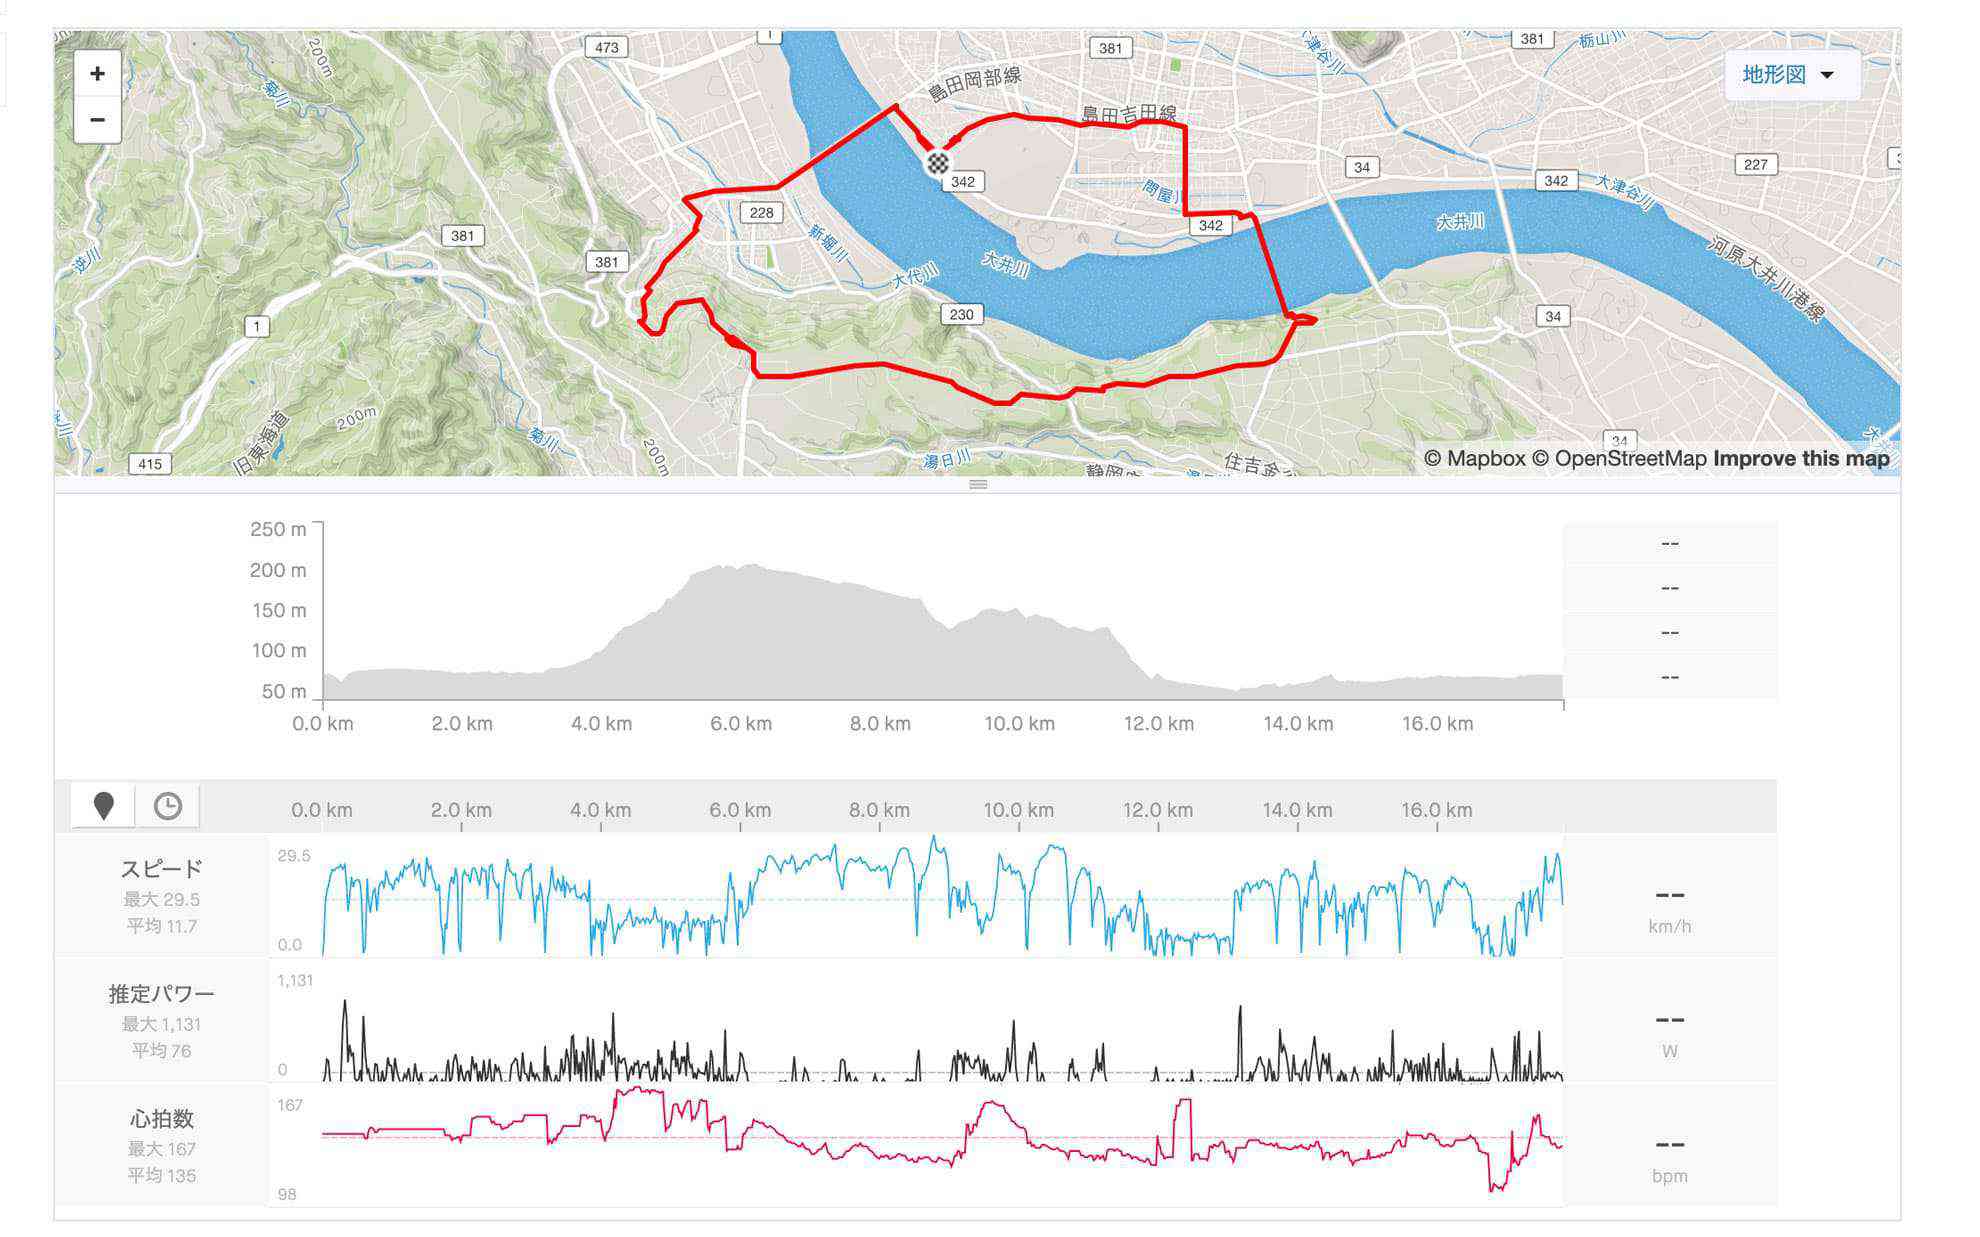 +
−
地形図
473
1
381
381
栃山川
大津谷川
島田岡部線
島田吉田線
200m
菊川
34
227
342
342
大津谷川
問屋川
228
342
大井川
381
新堀川
大代川
大井川
河原大井川港線
逆川
381
230
34
1
200m
旧東海道
菊川
200m
415
湯日川
住吉金
34
© Mapbox © OpenStreetMap Improve this map
250 m
200 m
150 m
100 m
50 m
--
--
--
--
0.0 km 2.0 km 4.0 km 6.0 km 8.0 km 10.0 km 12.0 km 14.0 km 16.0 km
0.0 km 2.0 km 4.0 km 6.0 km 8.0 km 10.0 km 12.0 km 14.0 km 16.0 km
スピード
最大 29.5
平均 11.7
29.5
0.0
--
km/h
推定パワー
最大 1,131
平均 76
1,131
0
--
W
心拍数
最大 167
平均 135
167
98
--
bpm